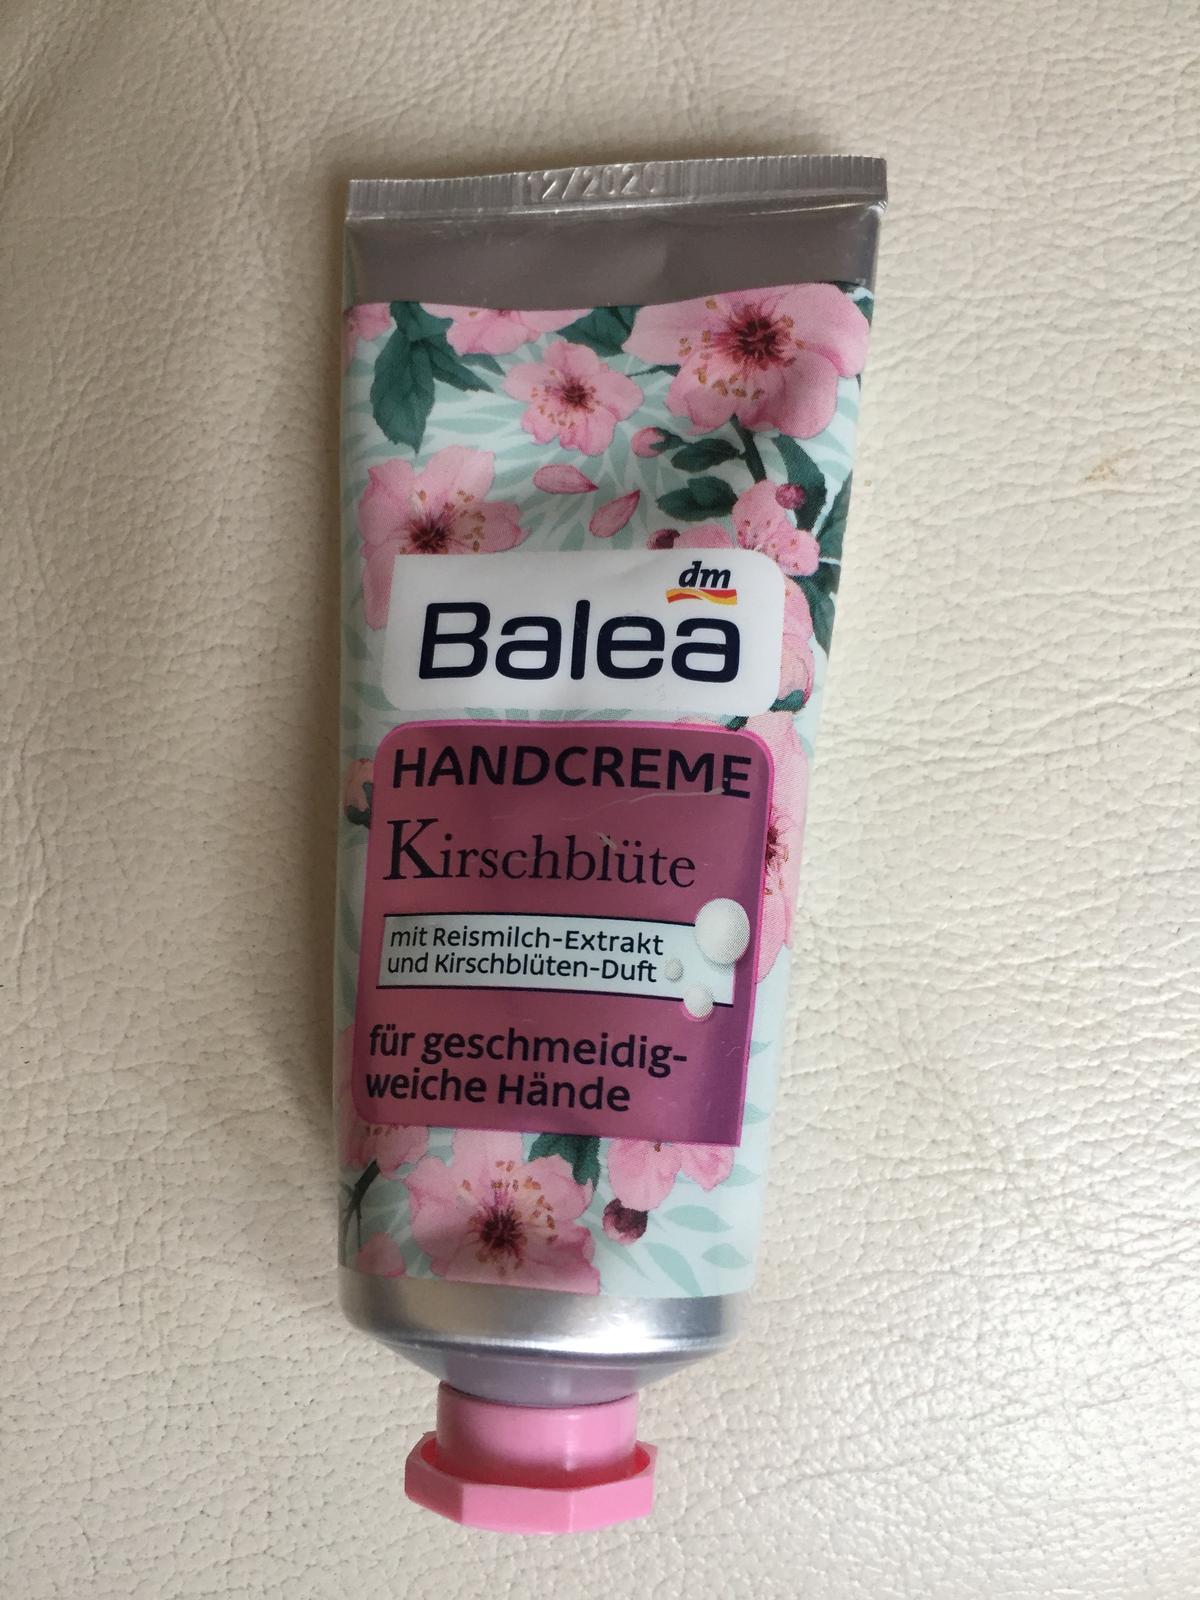 12/2020
dm
Balea
HANDCREME
Kirschblüte
mit Reismilch-Extrakt
und Kirschblüten-Duft
für geschmeidig-
weiche Hände